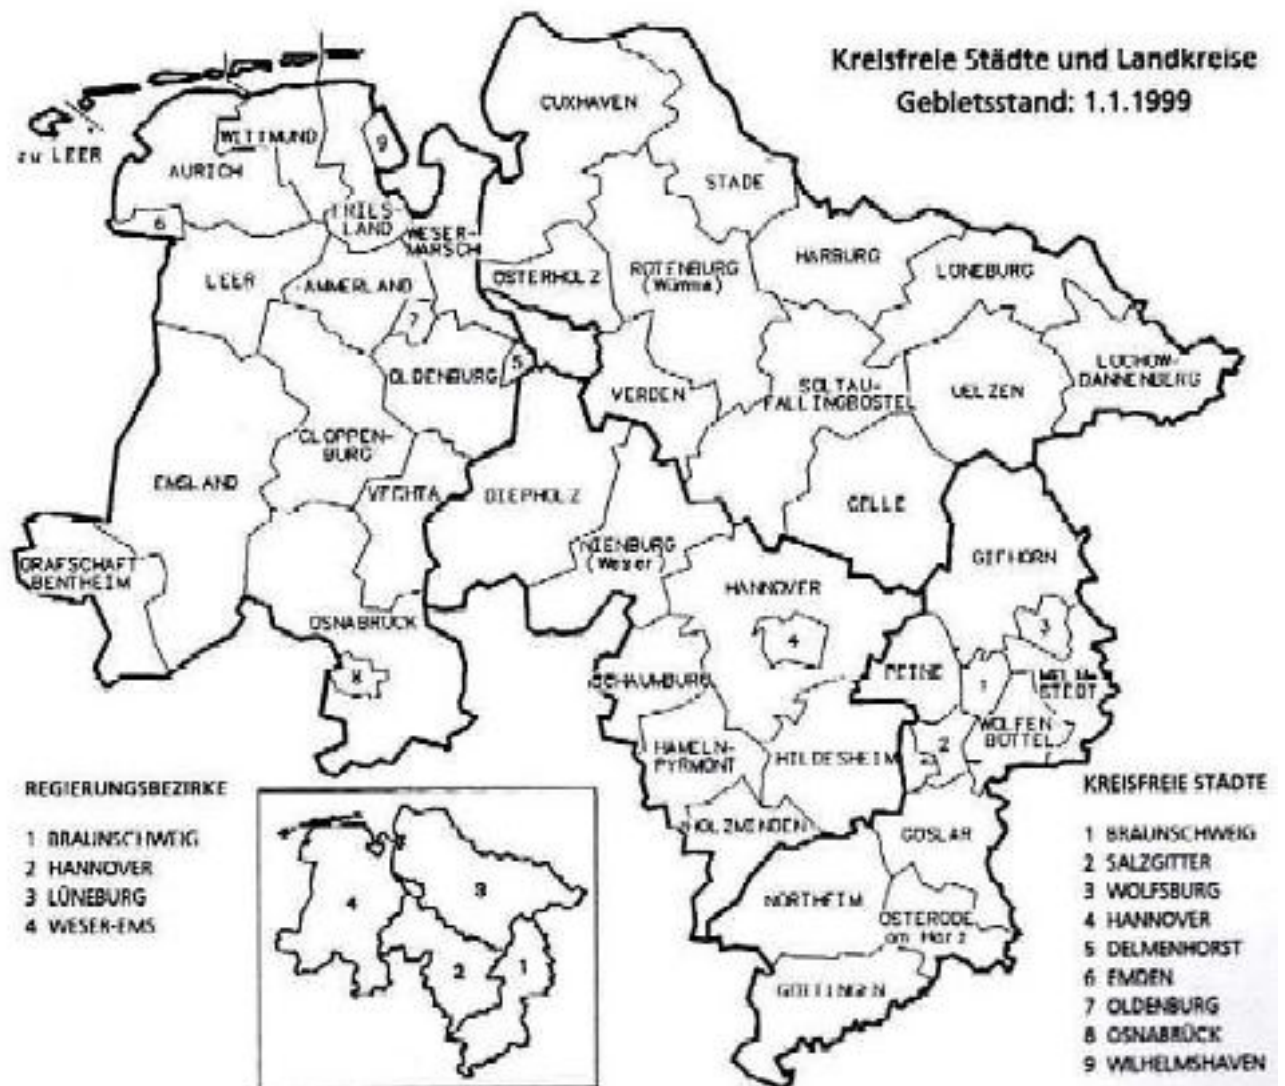 Kreisfreie Städte und Landkreise
Gebietsstand: 1.1.1999
CUXHAVEN
WITTMUND
9
zu LEER
AURICH
STADE
FRIES-
LAND
6
WESER-
MARSCH
HARBURG
LÜNEBURG
LEER
AMMERLAND
OSTERHOLZ
ROTENBURG
(Wümme)
7
OLDENBURG
5
VERDEN
SOLTAU-
FALLINGBOSTEL
UELZEN
LÜCHOW-
DANNENBERG
CLOPPEN-
BURG
EMSLAND
VECHTA
DIEPHOLZ
CELLE
NIENBURG
(Weser)
GIFHORN
GRAFSCHAFT
BENTHEIM
HANNOVER
OSNABRÜCK
4
3
8
SCHAUMBURG
PEINE
1
HELM-
STEDT
HAMELN-
PYRMONT
HILDESHEIM
2
WOLFEN
BÜTTEL
HOLZMINDEN
GOSLAR
NORTHEIM
OSTERODE
am Harz
GÖTTINGEN
REGIERUNGSBEZIRKE
1 BRAUNSCHWEIG
2 HANNOVER
3 LÜNEBURG
4 WESER-EMS
4
3
2
1
KREISFREIE STÄDTE
1 BRAUNSCHWEIG
2 SALZGITTER
3 WOLFSBURG
4 HANNOVER
5 DELMENHORST
6 EMDEN
7 OLDENBURG
8 OSNABRÜCK
9 WILHELMSHAVEN